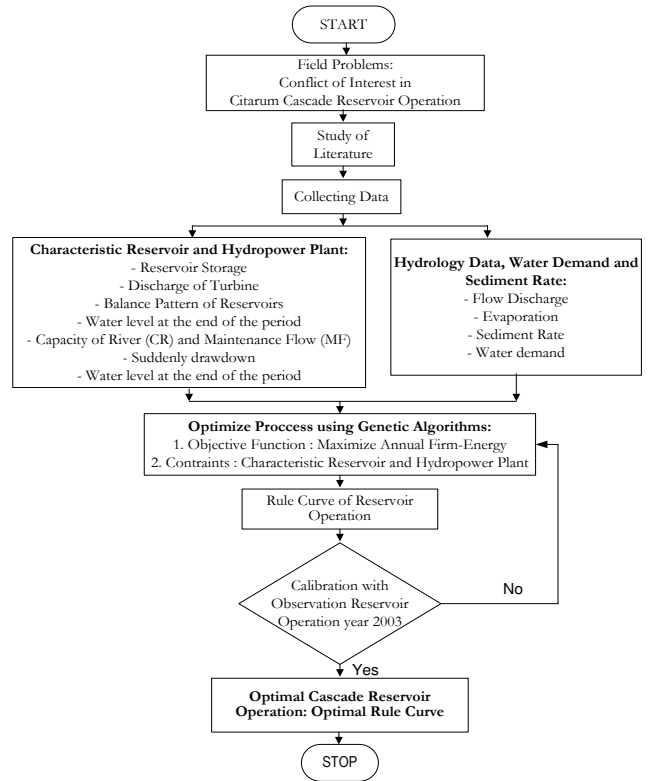 START
Field Problems:
Conflict of Interest in
Citarum Cascade Reservoir Operation
Study of
Literature
Collecting Data
Characteristic Reservoir and Hydropower Plant:
- Reservoir Storage
- Discharge of Turbine
- Balance Pattern of Reservoirs
- Water level at the end of the period
- Capacity of River (CR) and Maintenance Flow (MF)
- Suddenly drawdown
- Water level at the end of the period
Hydrology Data, Water Demand and
Sediment Rate:
- Flow Discharge
- Evaporation
- Sediment Rate
- Water demand
Optimize Proccess using Genetic Algorithms:
1. Objective Function : Maximize Annual Firm-Energy
2. Contraints : Characteristic Reservoir and Hydropower Plant
Rule Curve of Reservoir
Operation
Calibration with
Observation Reservoir
Operation year 2003
No
Yes
Optimal Cascade Reservoir
Operation: Optimal Rule Curve
STOP